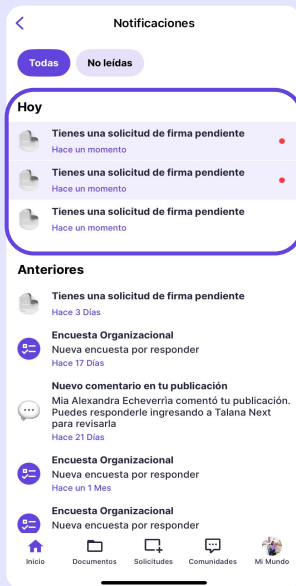 Notificaciones
Todas
No leídas
Hoy
Tienes una solicitud de firma pendiente
Hace un momento
Tienes una solicitud de firma pendiente
Hace un momento
Tienes una solicitud de firma pendiente
Hace un momento
Anteriores
Tienes una solicitud de firma pendiente
Hace 3 Días
Encuesta Organizacional
Nueva encuesta por responder
Hace 17 Días
Nuevo comentario en tu publicación
Mia Alexandra Echeverrìa comentó tu publicación.
Puedes responderle ingresando a Talana Next
para revisarla
Hace 21 Días
Encuesta Organizacional
Nueva encuesta por responder
Hace un 1 Mes
Encuesta Organizacional
Nueva encuesta por responder
Inicio
Documentos
Solicitudes
Comunidades
Mi Mundo